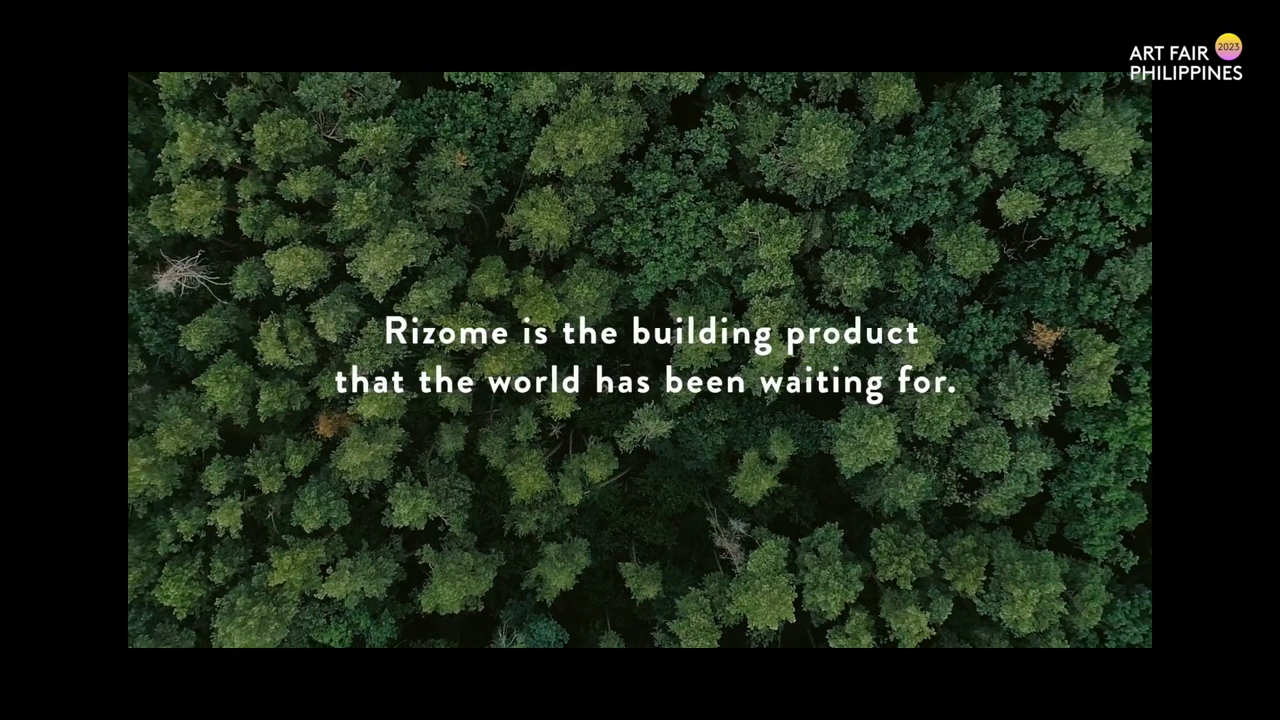 ART FAIR 2023
PHILIPPINES
Rizome is the building product
that the world has been waiting for.